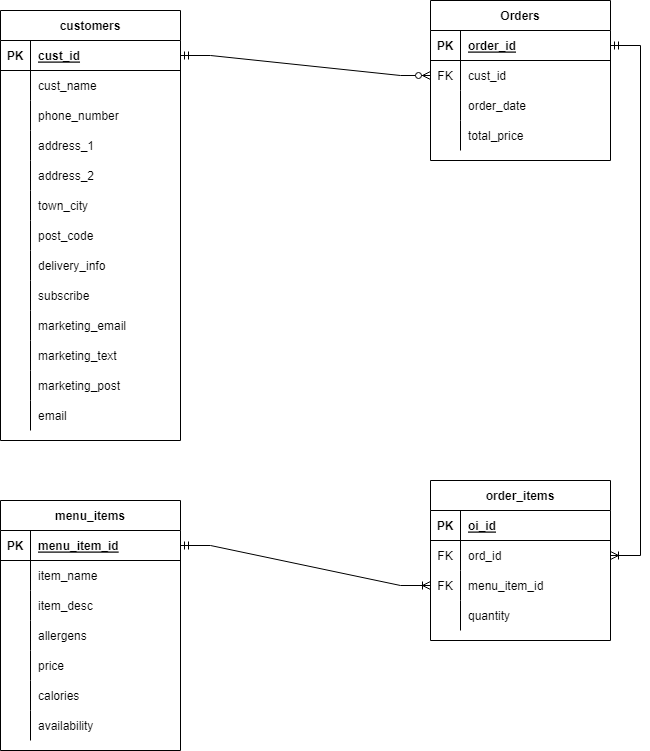 customers
PK cust_id
cust_name
phone_number
address_1
address_2
town_city
post_code
delivery_info
subscribe
marketing_email
marketing_text
marketing_post
email
Orders
PK order_id
FK cust_id
order_date
total_price
menu_items
PK menu_item_id
item_name
item_desc
allergens
price
calories
availability
order_items
PK oi_id
FK ord_id
FK menu_item_id
quantity